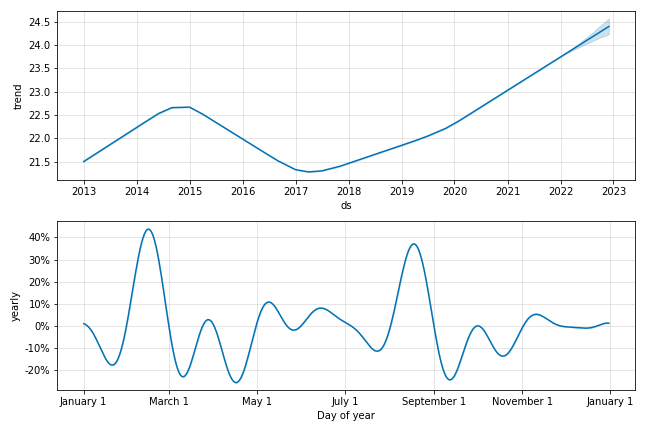 24.5
24.0
23.5
23.0
22.5
22.0
21.5
trend
2013 2014 2015 2016 2017 2018 2019 2020 2021 2022 2023
ds
40%
30%
20%
10%
0%
-10%
-20%
yearly
January 1 March 1 May 1 July 1 September 1 November 1 January 1
Day of year